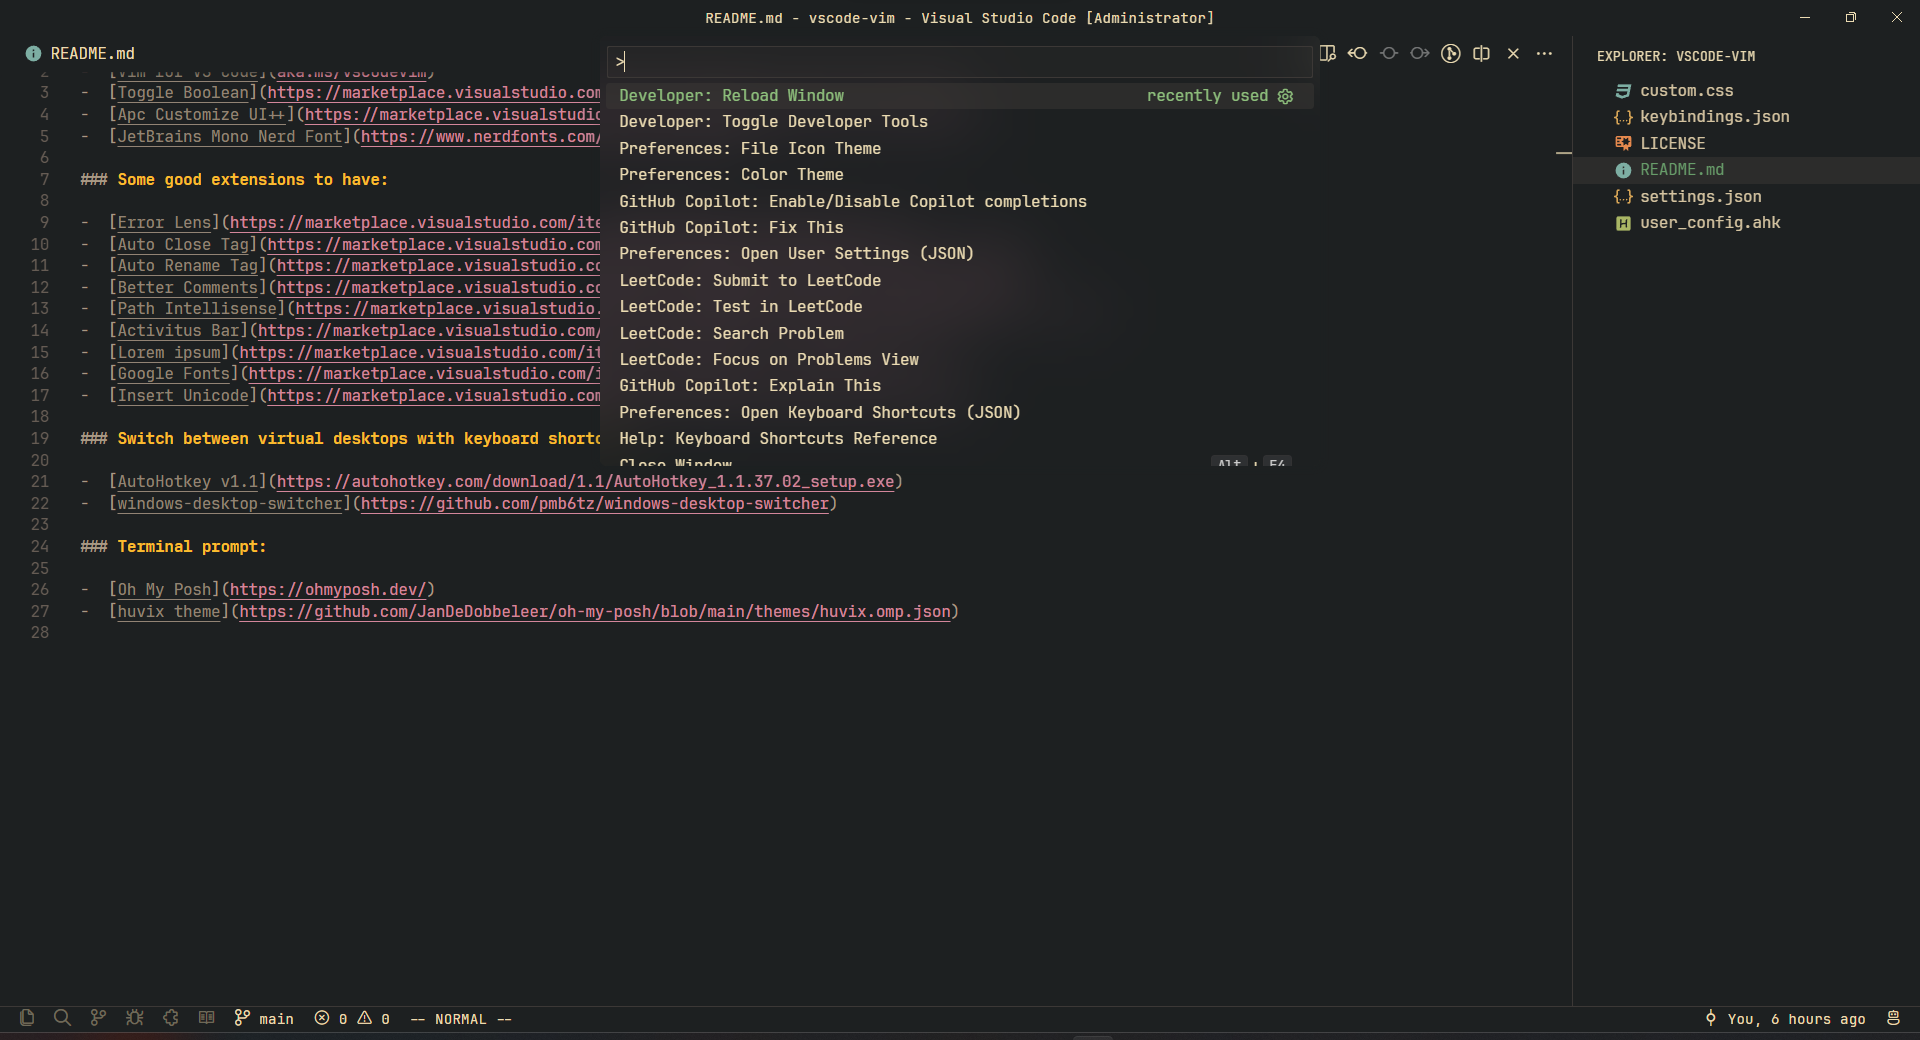 README.md - vscode-vim - Visual Studio Code [Administrator]
README.md
>
EXPLORER: VSCODE-VIM
2 - [Vim for VS Code](aka.ms/vscodevim)
3 - [Toggle Boolean](https://marketplace.visualstudio.com
4 - [Apc Customize UI++](https://marketplace.visualstudio
5 - [JetBrains Mono Nerd Font](https://www.nerdfonts.com/
6
7 ### Some good extensions to have:
8
9 - [Error Lens](https://marketplace.visualstudio.com/ite
10 - [Auto Close Tag](https://marketplace.visualstudio.com
11 - [Auto Rename Tag](https://marketplace.visualstudio.co
12 - [Better Comments](https://marketplace.visualstudio.co
13 - [Path Intellisense](https://marketplace.visualstudio.
14 - [Activitus Bar](https://marketplace.visualstudio.com/
15 - [Lorem ipsum](https://marketplace.visualstudio.com/it
16 - [Google Fonts](https://marketplace.visualstudio.com/i
17 - [Insert Unicode](https://marketplace.visualstudio.com
18
19 ### Switch between virtual desktops with keyboard shortc
20
21 - [AutoHotkey v1.1](https://autohotkey.com/download/1.1/AutoHotkey_1.1.37.02_setup.exe)
22 - [windows-desktop-switcher](https://github.com/pmb6tz/windows-desktop-switcher)
23
24 ### Terminal prompt:
25
26 - [Oh My Posh](https://ohmyposh.dev/)
27 - [huvix theme](https://github.com/JanDeDobbeleer/oh-my-posh/blob/main/themes/huvix.omp.json)
28
Developer: Reload Window recently used
Developer: Toggle Developer Tools
Preferences: File Icon Theme
Preferences: Color Theme
GitHub Copilot: Enable/Disable Copilot completions
GitHub Copilot: Fix This
Preferences: Open User Settings (JSON)
LeetCode: Submit to LeetCode
LeetCode: Test in LeetCode
LeetCode: Search Problem
LeetCode: Focus on Problems View
GitHub Copilot: Explain This
Preferences: Open Keyboard Shortcuts (JSON)
Help: Keyboard Shortcuts Reference
Close Window Alt + F4
custom.css
{..} keybindings.json
LICENSE
README.md
{..} settings.json
H user_config.ahk
main 0 0 -- NORMAL --
You, 6 hours ago